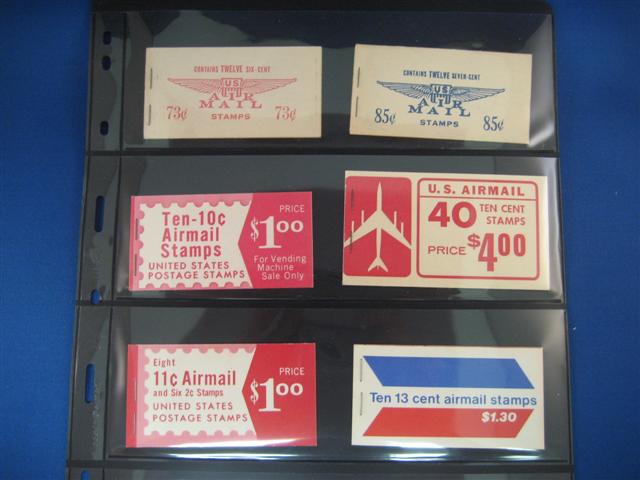 CONTAINS TWELVE SIX-CENT
US
AIR
MAIL
73¢ STAMPS 73¢
CONTAINS TWELVE SEVEN-CENT
US
AIR
MAIL
85¢ STAMPS 85¢
Ten-10¢
Airmail
Stamps
UNITED STATES
POSTAGE STAMPS
PRICE
$1.00
For Vending
Machine
Sale Only
U.S. AIRMAIL
40 TEN CENT
STAMPS
PRICE $4.00
Eight
11¢ Airmail
and Six 2¢ Stamps
UNITED STATES
POSTAGE STAMPS
PRICE
$1.00
Ten 13 cent airmail stamps
$1.30